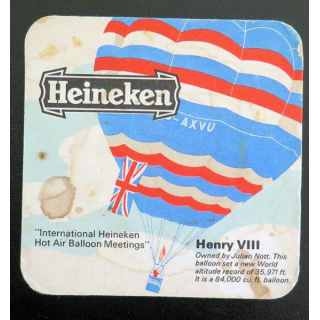 Heineken
-AXVU
"International Heineken
Hot Air Balloon Meetings".
Henry VIII
Owned by Julian Nott. This
balloon set a new World
altitude record of 35,971 ft.
It is a 84,000 cu. ft. balloon.